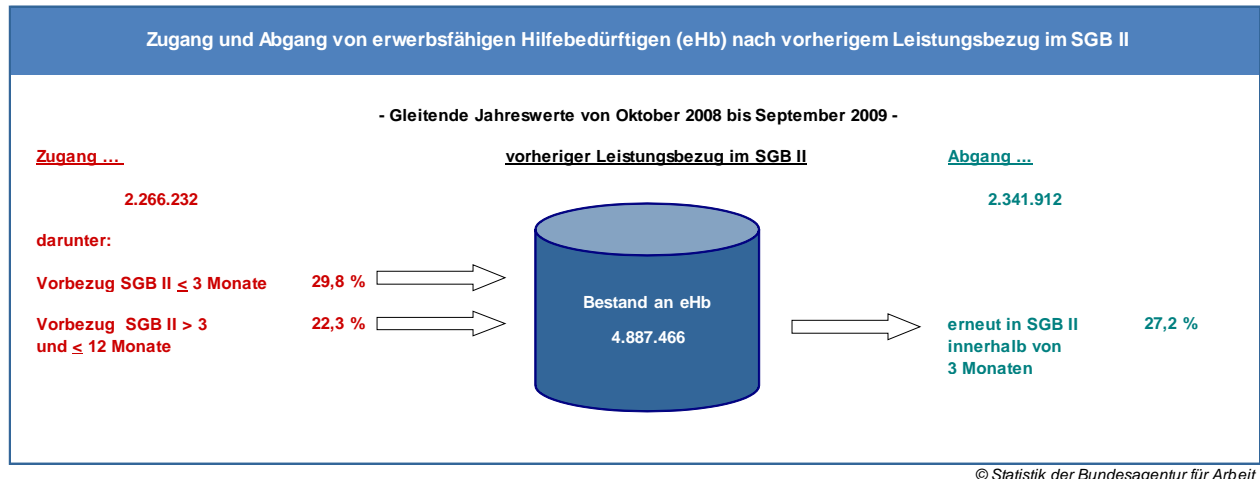 Zugang und Abgang von erwerbsfähigen Hilfebedürftigen (eHb) nach vorherigem Leistungsbezug im SGB II
- Gleitende Jahreswerte von Oktober 2008 bis September 2009 -
Zugang ...
vorheriger Leistungsbezug im SGB II
Abgang ...
2.266.232
2.341.912
darunter:
Vorbezug SGB II ≤ 3 Monate 29,8 %
Vorbezug SGB II > 3 22,3 %
und ≤ 12 Monate
Bestand an eHb
4.887.466
erneut in SGB II 27,2 %
innerhalb von
3 Monaten
© Statistik der Bundesagentur für Arbeit